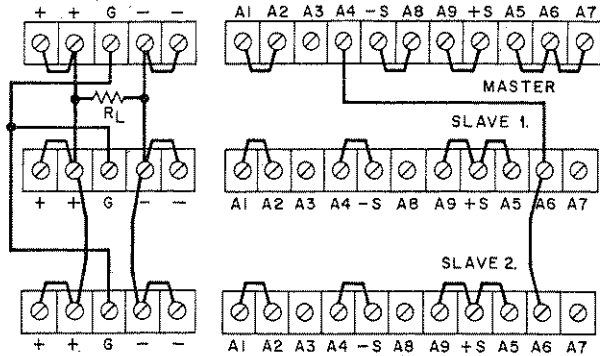 + + G – –
A1 A2 A3 A4 –S A8 A9 +S A5 A6 A7
MASTER
RL
SLAVE 1.
+ + G – –
A1 A2 A3 A4 –S A8 A9 +S A5 A6 A7
SLAVE 2.
+ + G – –
A1 A2 A3 A4 –S A8 A9 +S A5 A6 A7